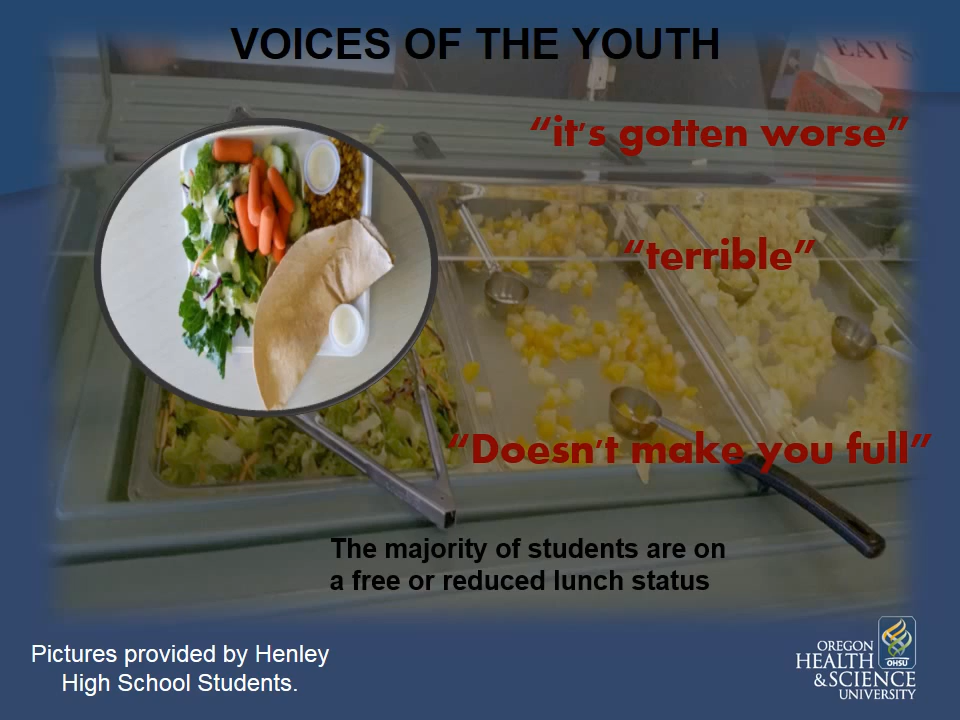 VOICES OF THE YOUTH
EAT S
“it's gotten worse”
“terrible”
“Doesn't make you full”
The majority of students are on
a free or reduced lunch status
Pictures provided by Henley
High School Students.
OREGON
HEALTH
& SCIENCE
UNIVERSITY
OHSU